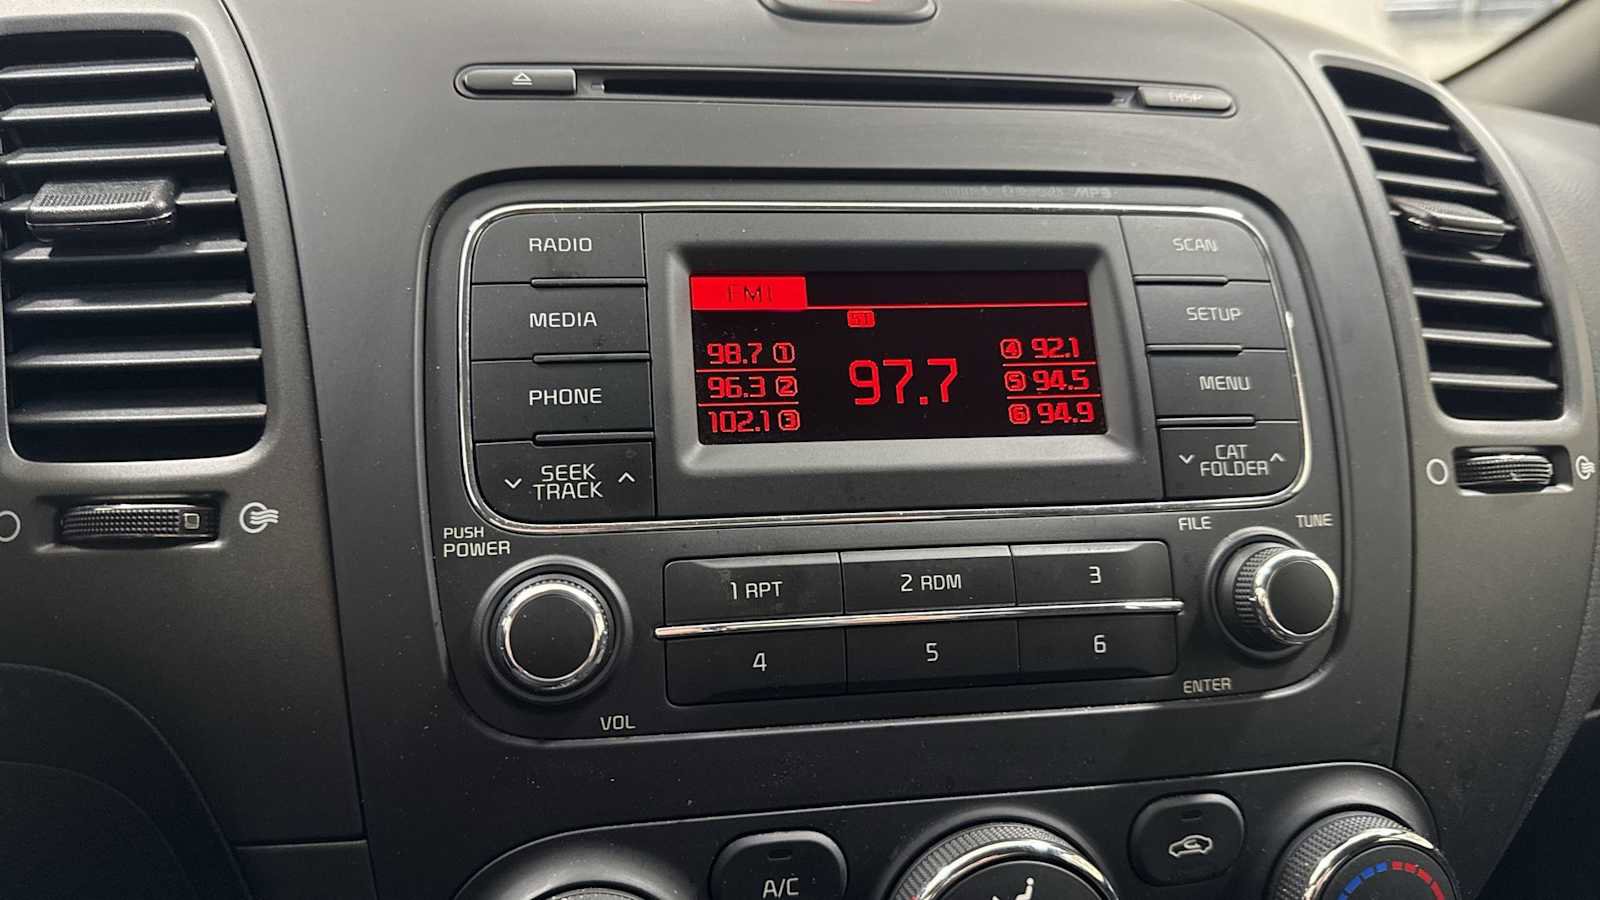 DISP
MP3
RADIO
SCAN
FM1
MEDIA
ST
SETUP
98.7 1
4 92.1
96.3 2
97.7
5 94.5
MENU
PHONE
102.1 3
6 94.9
SEEK
TRACK
CAT
FOLDER
PUSH
POWER
FILE
TUNE
1 RPT
2 RDM
3
4
5
6
ENTER
VOL
A/C